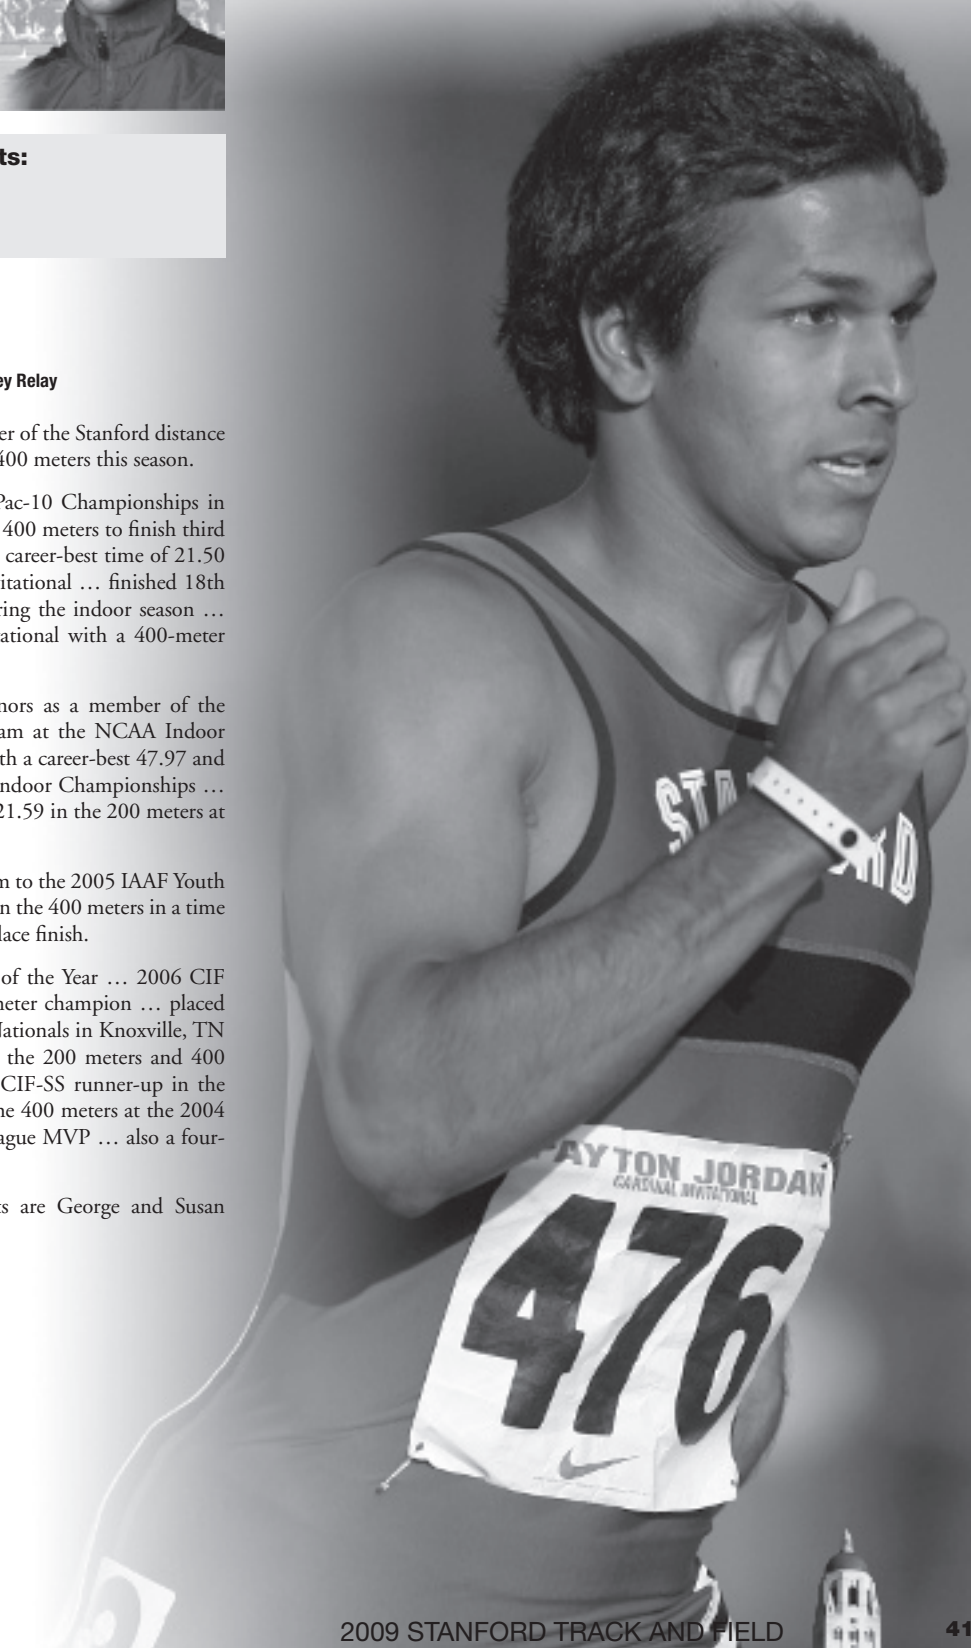 ts:
ey Relay
er of the Stanford distance
400 meters this season.
Pac-10 Championships in
400 meters to finish third
career-best time of 21.50
itational … finished 18th
ring the indoor season …
ational with a 400-meter
nors as a member of the
am at the NCAA Indoor
th a career-best 47.97 and
ndoor Championships …
21.59 in the 200 meters at
m to the 2005 IAAF Youth
n the 400 meters in a time
lace finish.
of the Year … 2006 CIF
meter champion … placed
Nationals in Knoxville, TN
the 200 meters and 400
CIF-SS runner-up in the
he 400 meters at the 2004
ague MVP … also a four-
ts are George and Susan
PAYTON JORDAN
CARDINAL INVITATIONAL
476
2009 STANFORD TRACK AND FIELD
41